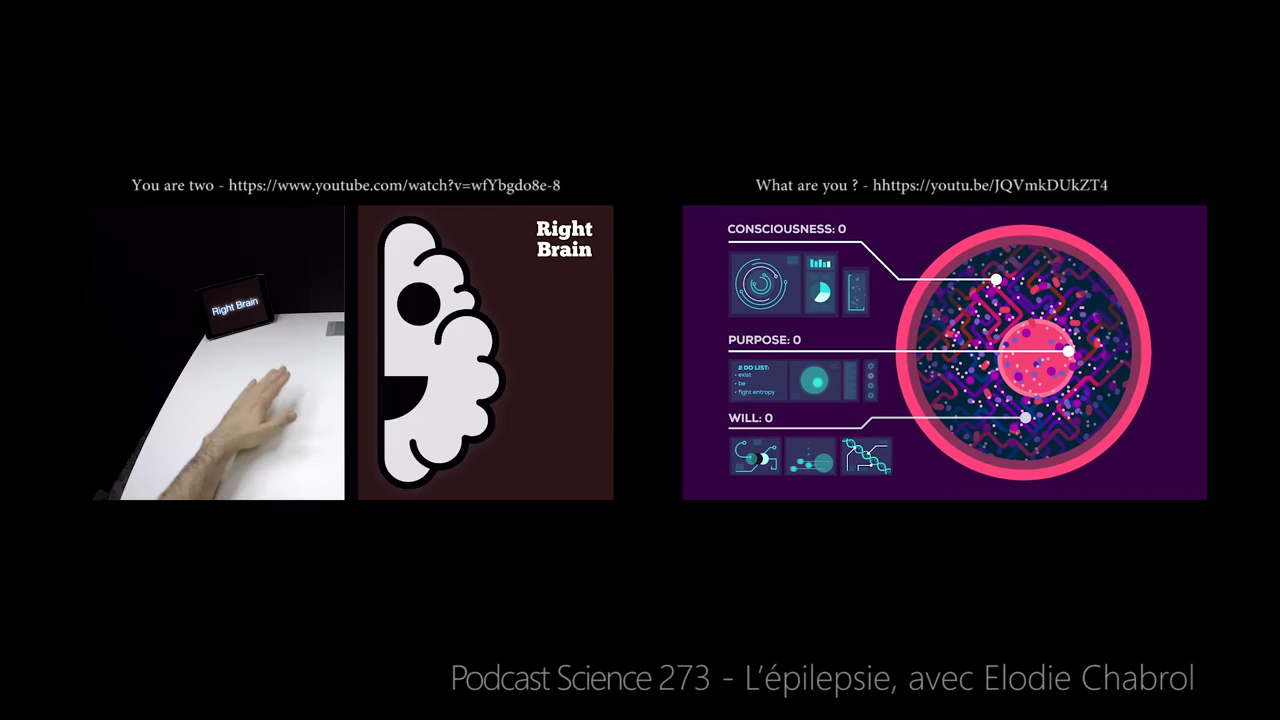 You are two - https://www.youtube.com/watch?v=wfYbgdo8e-8
What are you ? - hhttps://youtu.be/JQVmkDUkZT4
Right Brain
Right
Brain
CONSCIOUSNESS: 0
PURPOSE: 0
2 DO LIST:
• exist
• be
• fight entropy
WILL: 0
Podcast Science 273 - L'épilepsie, avec Elodie Chabrol